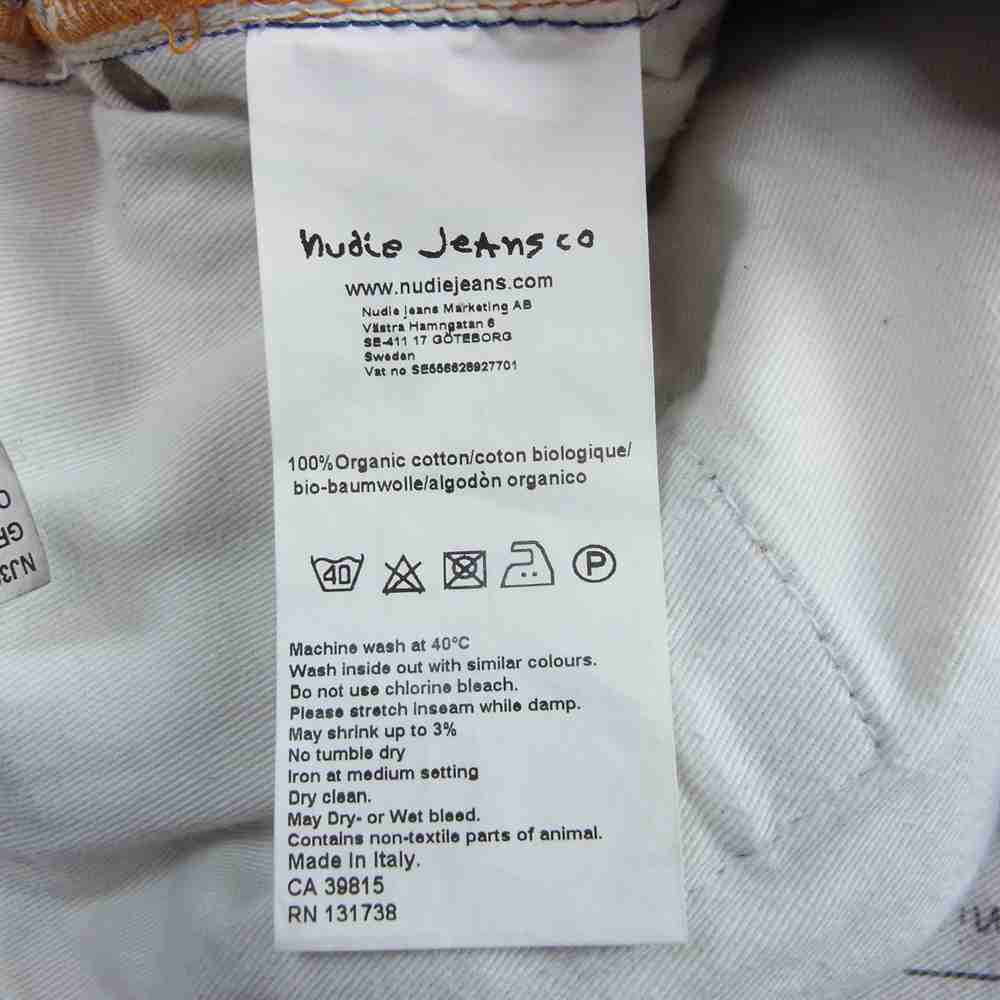 nudie Jeans co
www.nudiejeans.com
Nudie Jeans Marketing AB
Västra Hamngatan 6
SE-411 17 GÖTEBORG
Sweden
Vat no SE556626927701
100%Organic cotton/coton biologique/
bio-baumwolle/algodòn organico
40
P
Machine wash at 40°C
Wash inside out with similar colours.
Do not use chlorine bleach.
Please stretch inseam while damp.
May shrink up to 3%
No tumble dry
Iron at medium setting
Dry clean.
May Dry- or Wet bleed.
Contains non-textile parts of animal.
Made In Italy.
CA 39815
RN 131738